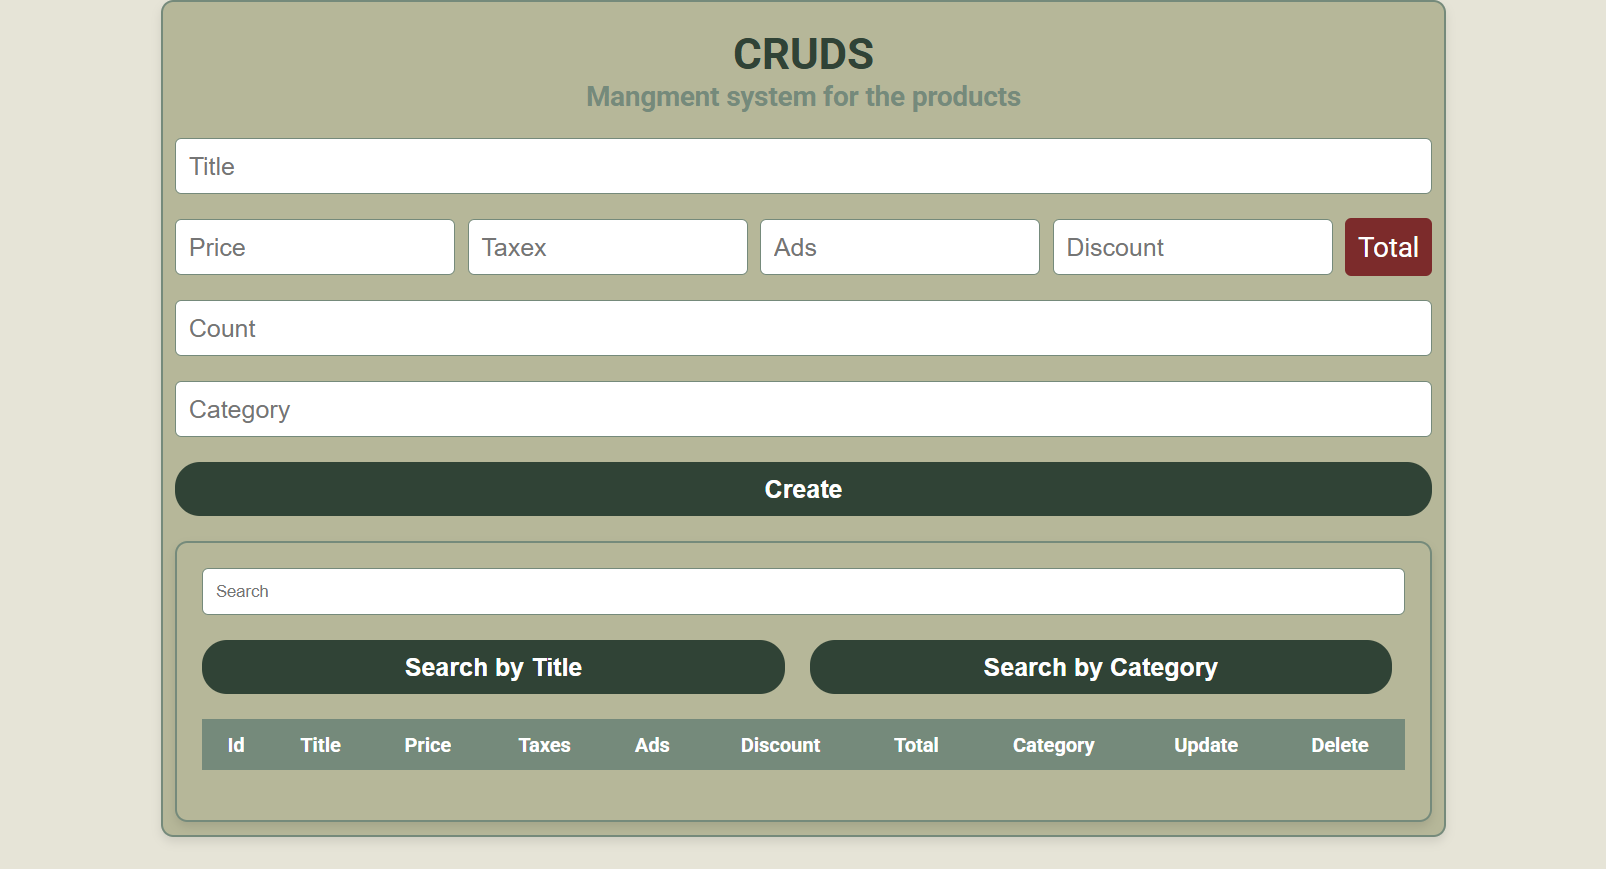 CRUDS
Mangment system for the products
Title
Price Taxex Ads Discount Total
Count
Category
Create
Search
Search by Title Search by Category
Id Title Price Taxes Ads Discount Total Category Update Delete